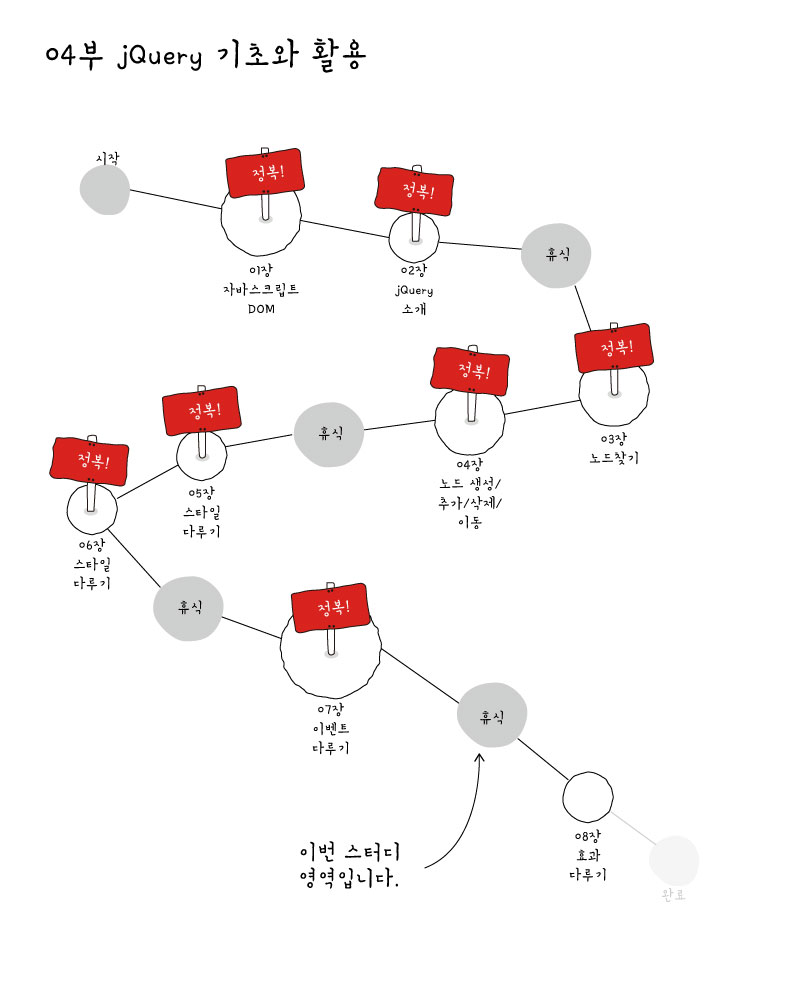 04부 jQuery 기초와 활용
시작
정복!
01장
자바스크립트
DOM
정복!
02장
jQuery
소개
휴식
정복!
03장
노드찾기
정복!
04장
노드 생성/
추가/삭제/
이동
휴식
정복!
05장
스타일
다루기
정복!
06장
스타일
다루기
휴식
정복!
07장
이벤트
다루기
휴식
이번 스터디
영역입니다.
08장
효과
다루기
완료